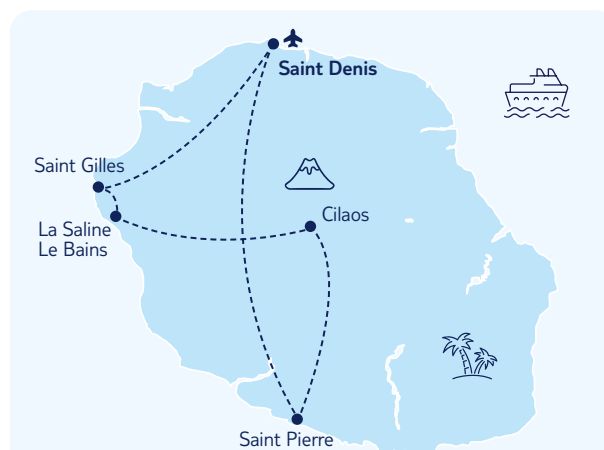 Saint Denis
Saint Gilles
La Saline
Le Bains
Cilaos
Saint Pierre